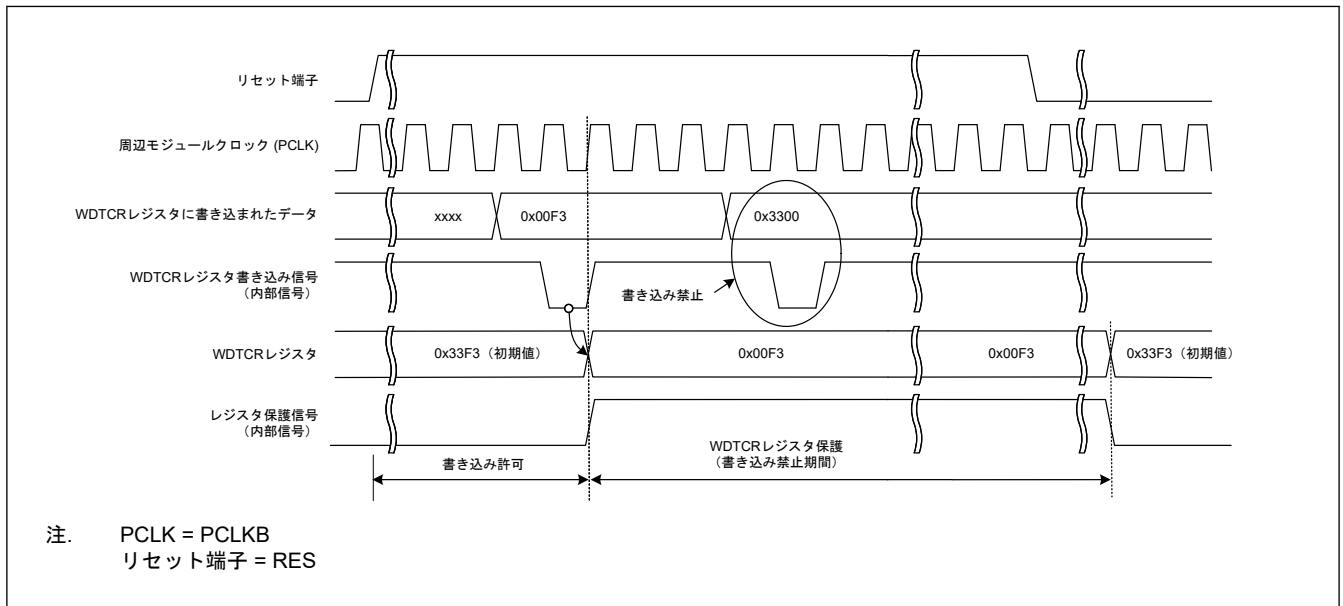 リセット端子
周辺モジュールクロック (PCLK)
WDTCRレジスタに書き込まれたデータ
xxxx
0x00F3
0x3300
WDTCRレジスタ書き込み信号
（内部信号）
書き込み禁止
WDTCRレジスタ
0x33F3（初期値）
0x00F3
0x00F3
0x33F3（初期値）
レジスタ保護信号
（内部信号）
書き込み許可
WDTCRレジスタ保護
（書き込み禁止期間）
注. PCLK = PCLKB
リセット端子 = RES